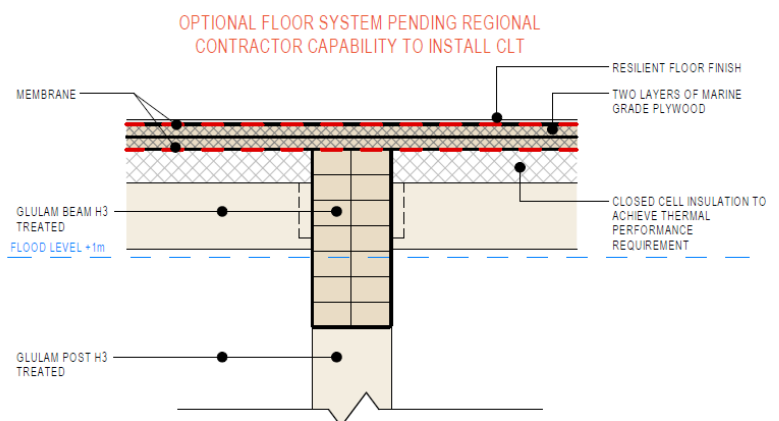 OPTIONAL FLOOR SYSTEM PENDING REGIONAL
CONTRACTOR CAPABILITY TO INSTALL CLT
RESILIENT FLOOR FINISH
MEMBRANE
TWO LAYERS OF MARINE
GRADE PLYWOOD
GLULAM BEAM H3
TREATED
CLOSED CELL INSULATION TO
ACHIEVE THERMAL
PERFORMANCE
REQUIREMENT
FLOOD LEVEL +1m
GLULAM POST H3
TREATED